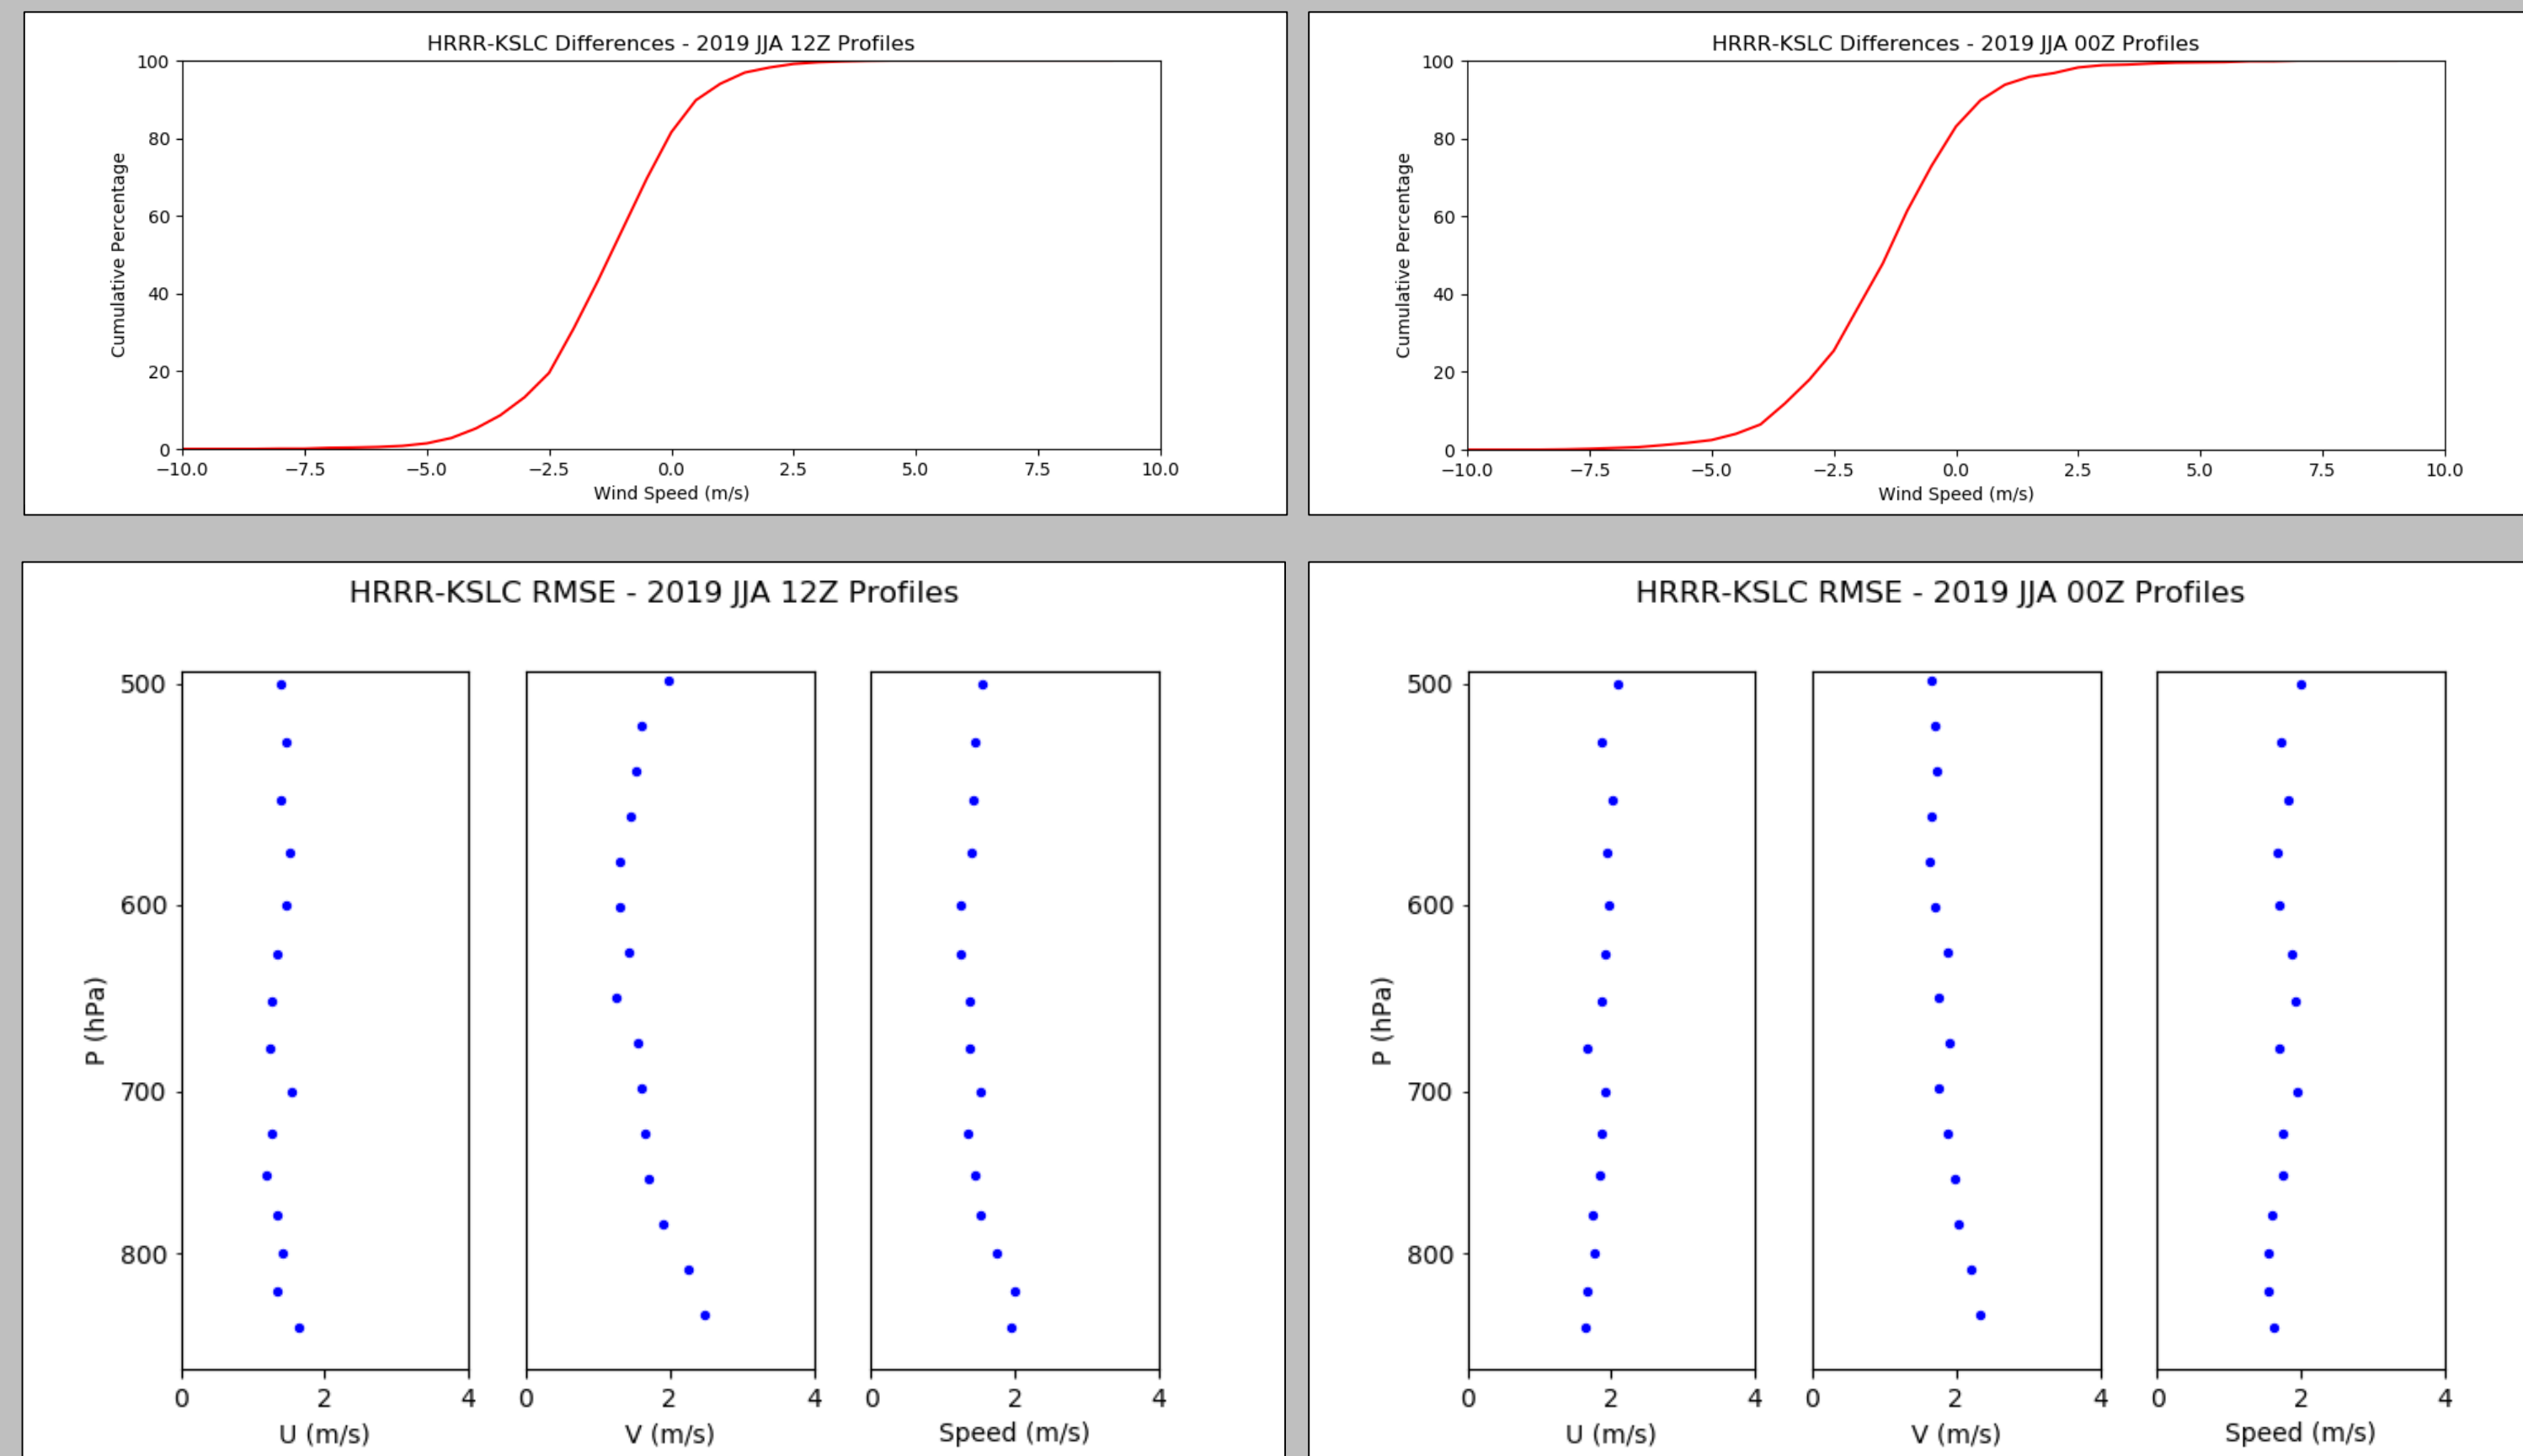 HRRR-KSLC Differences - 2019 JJA 12Z Profiles
100
80
60
40
20
0
Cumulative Percentage
−10.0 −7.5 −5.0 −2.5 0.0 2.5 5.0 7.5 10.0
Wind Speed (m/s)
HRRR-KSLC Differences - 2019 JJA 00Z Profiles
100
80
60
40
20
0
Cumulative Percentage
−10.0 −7.5 −5.0 −2.5 0.0 2.5 5.0 7.5 10.0
Wind Speed (m/s)
HRRR-KSLC RMSE - 2019 JJA 12Z Profiles
500
600
700
800
P (hPa)
0 2 4 0 2 4 0 2 4
U (m/s) V (m/s) Speed (m/s)
HRRR-KSLC RMSE - 2019 JJA 00Z Profiles
500
600
700
800
P (hPa)
0 2 4 0 2 4 0 2 4
U (m/s) V (m/s) Speed (m/s)